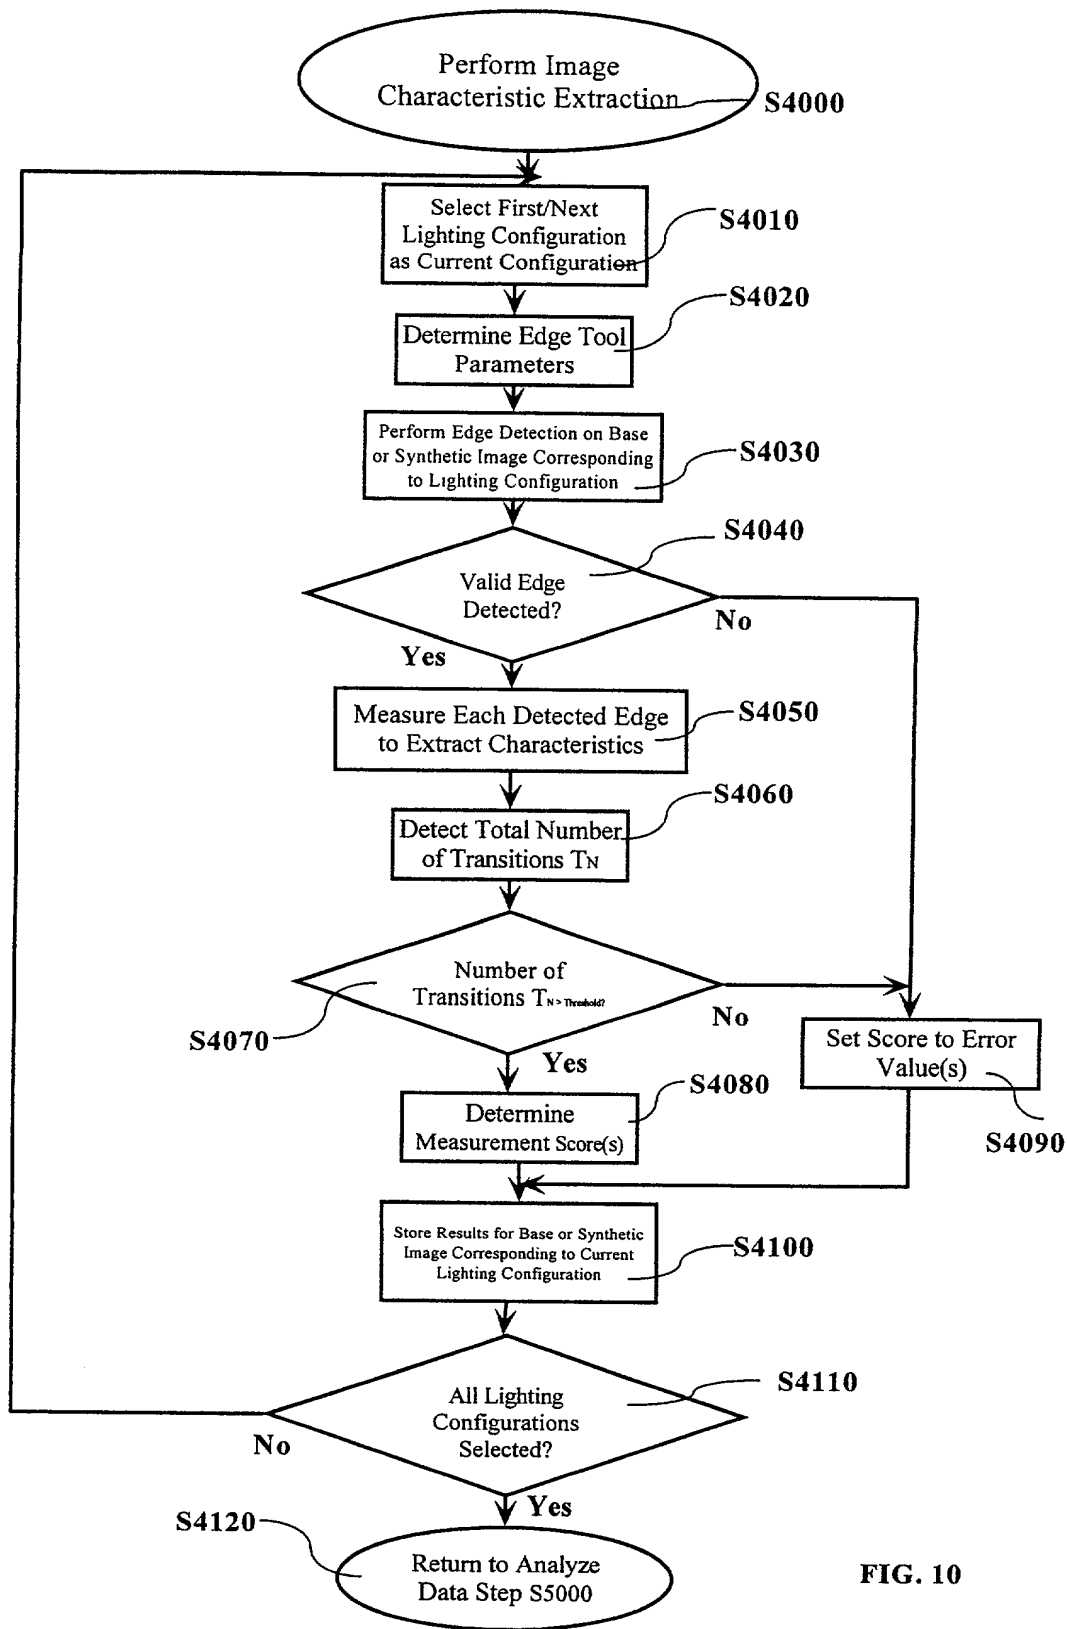 Perform Image
Characteristic Extraction
S4000
Select First/Next
Lighting Configuration
as Current Configuration
S4010
S4020
Determine Edge Tool
Parameters
Perform Edge Detection on Base
or Synthetic Image Corresponding
to Lighting Configuration
S4030
S4040
Valid Edge
Detected?
No
Yes
Measure Each Detected Edge
to Extract Characteristics
S4050
S4060
Detect Total Number
of Transitions TN
Number of
Transitions TN > Threshold?
No
S4070
Yes
Set Score to Error
Value(s)
S4090
S4080
Determine
Measurement Score(s)
Store Results for Base or Synthetic
Image Corresponding to Current
Lighting Configuration
S4100
S4110
All Lighting
Configurations
Selected?
No
Yes
S4120
Return to Analyze
Data Step S5000
FIG. 10